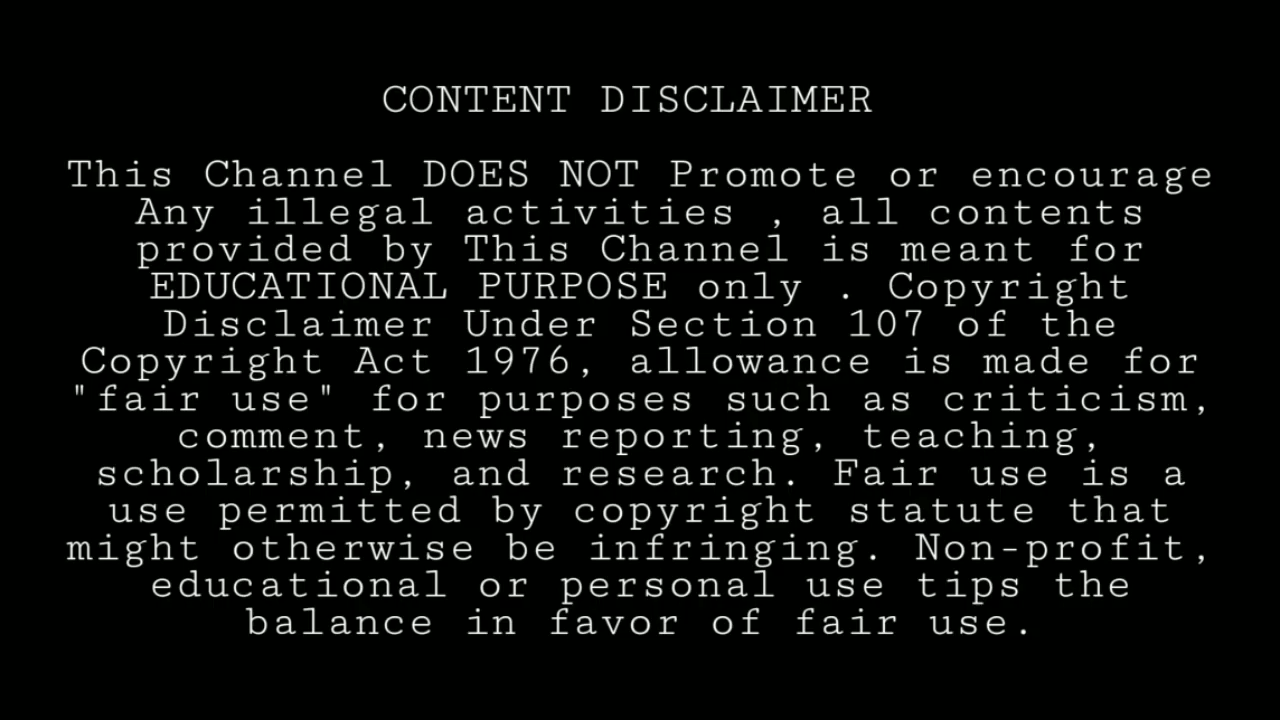 CONTENT DISCLAIMER
This Channel DOES NOT Promote or encourage
Any illegal activities , all contents
provided by This Channel is meant for
EDUCATIONAL PURPOSE only . Copyright
Disclaimer Under Section 107 of the
Copyright Act 1976, allowance is made for
"fair use" for purposes such as criticism,
comment, news reporting, teaching,
scholarship, and research. Fair use is a
use permitted by copyright statute that
might otherwise be infringing. Non-profit,
educational or personal use tips the
balance in favor of fair use.